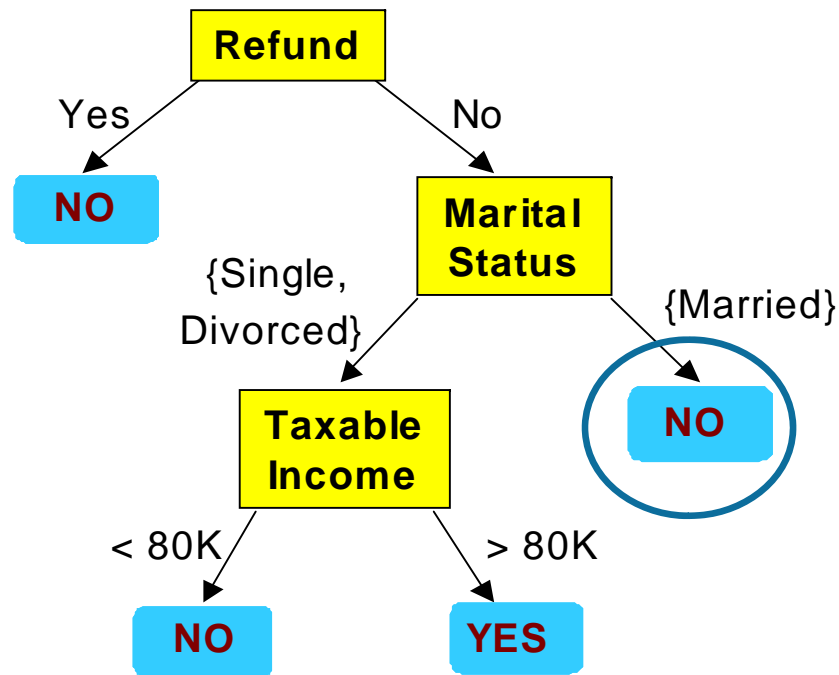 Refund
Yes
No
NO
Marital
Status
{Single,
Divorced}
{Married}
Taxable
Income
NO
< 80K
> 80K
NO
YES